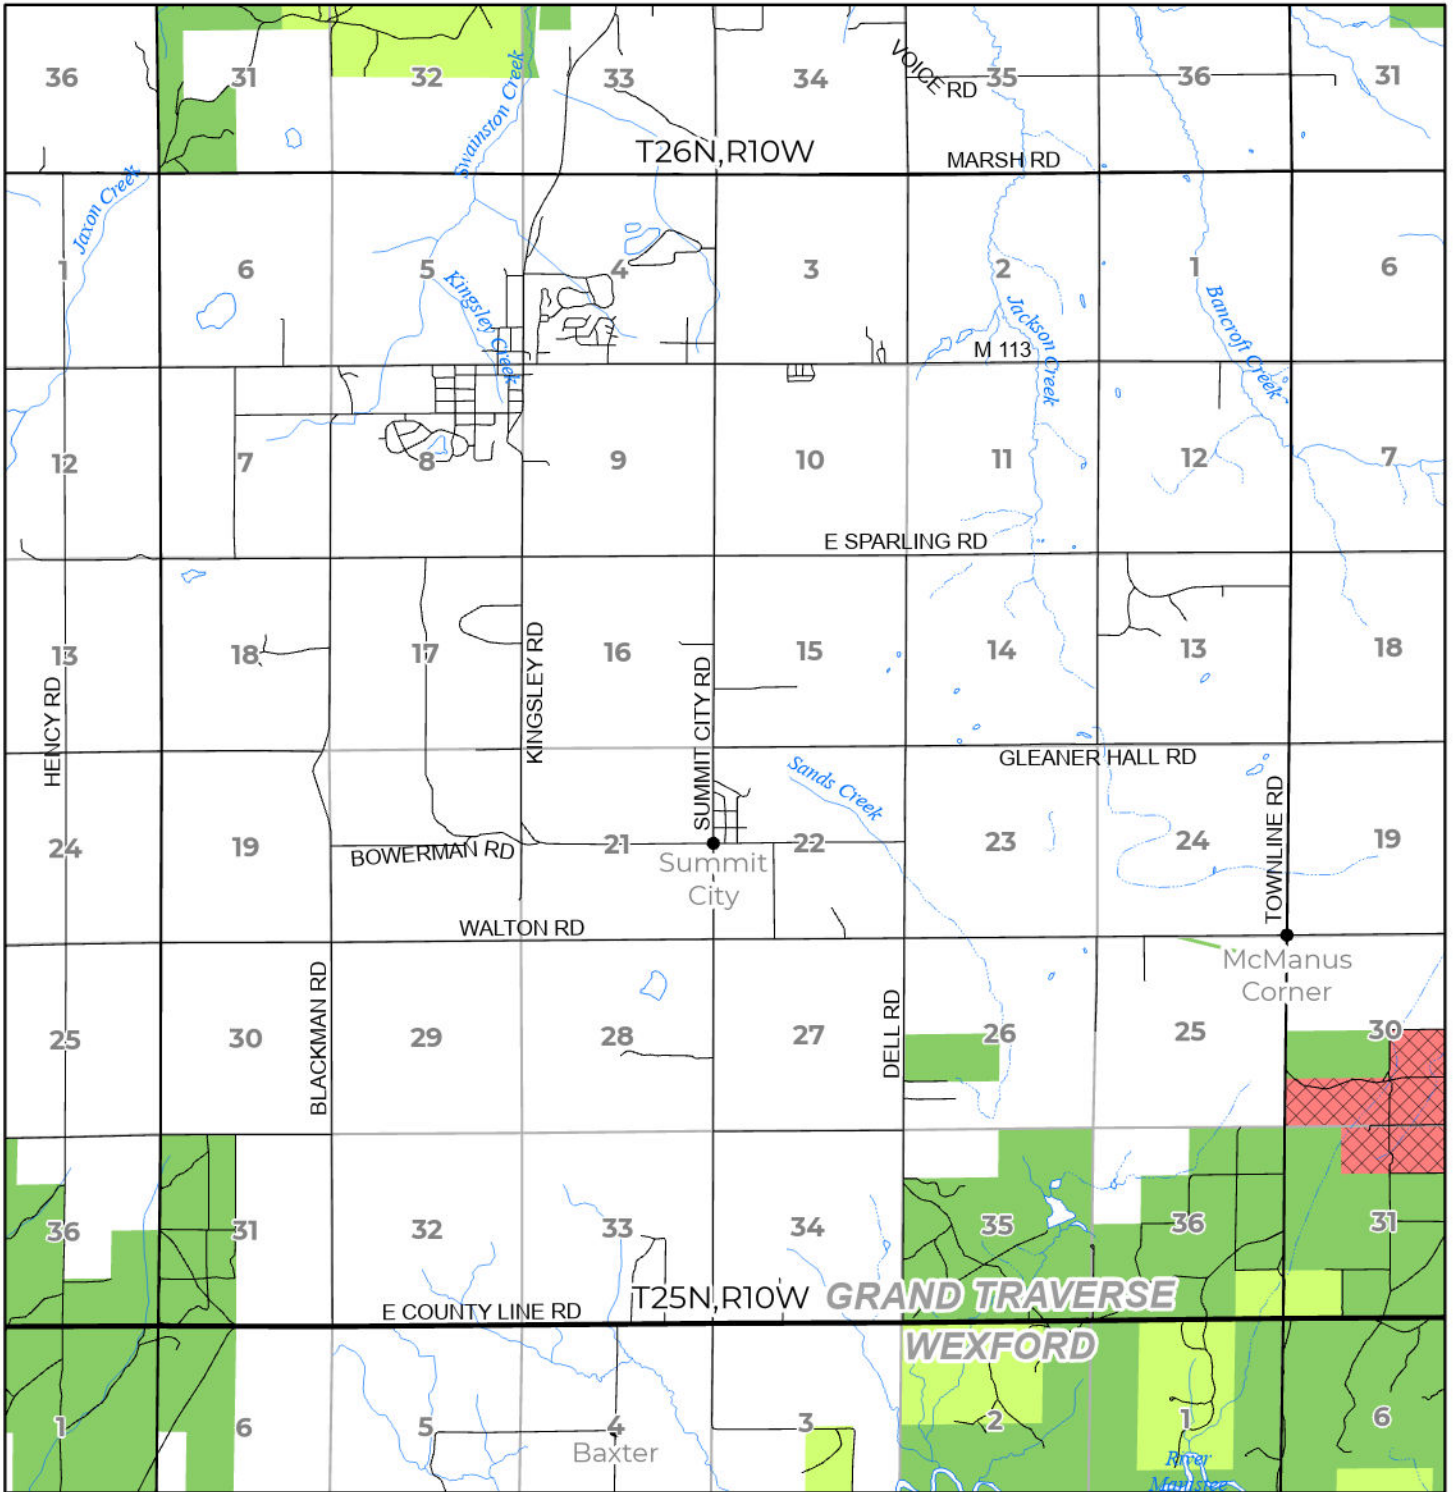 36
31
32
33
34
VOICE RD
35
36
31
Swainston Creek
T26N,R10W
MARSH RD
Jaxon Creek
1
6
5
4
3
2
1
6
Kingsley Creek
Jackson Creek
Bancroft Creek
M 113
12
7
8
9
10
11
12
7
E SPARLING RD
13
18
17
16
15
14
13
18
HENCY RD
KINGSLEY RD
SUMMIT CITY RD
GLEANER HALL RD
Sands Creek
TOWNLINE RD
24
19
BOWERMAN RD
21
22
23
24
19
Summit
City
WALTON RD
McManus
Corner
BLACKMAN RD
DELL RD
25
30
29
28
27
26
25
30
36
31
32
33
34
35
36
31
E COUNTY LINE RD
T25N,R10W
GRAND TRAVERSE
WEXFORD
1
6
5
4
3
2
1
6
Baxter
River
Manistee